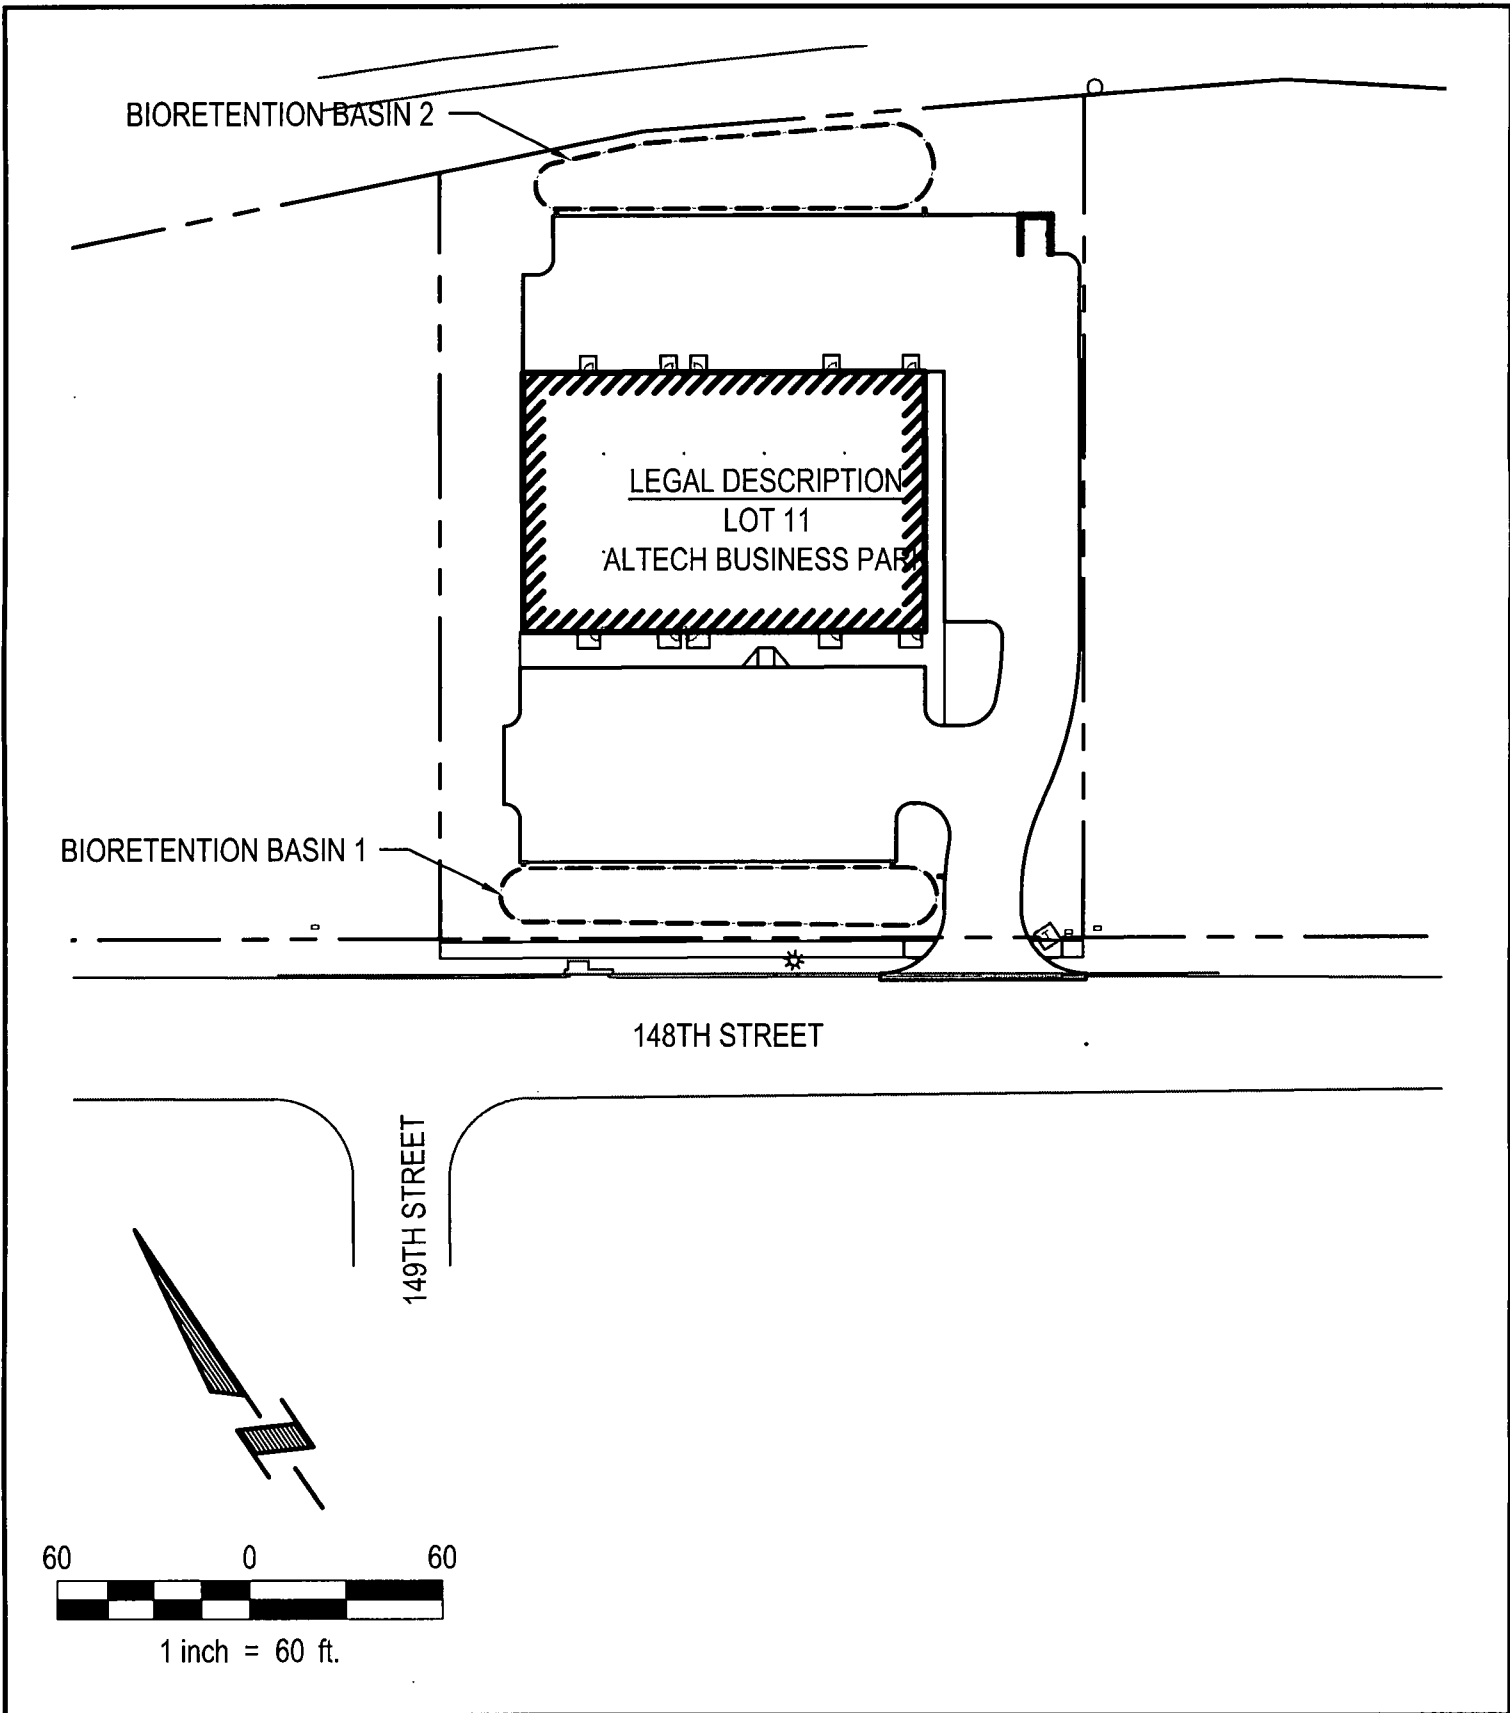 BIORETENTION BASIN 2
LEGAL DESCRIPTION
LOT 11
ALTECH BUSINESS PARK
BIORETENTION BASIN 1
T
148TH STREET
149TH STREET
60 0 60
1 inch = 60 ft.